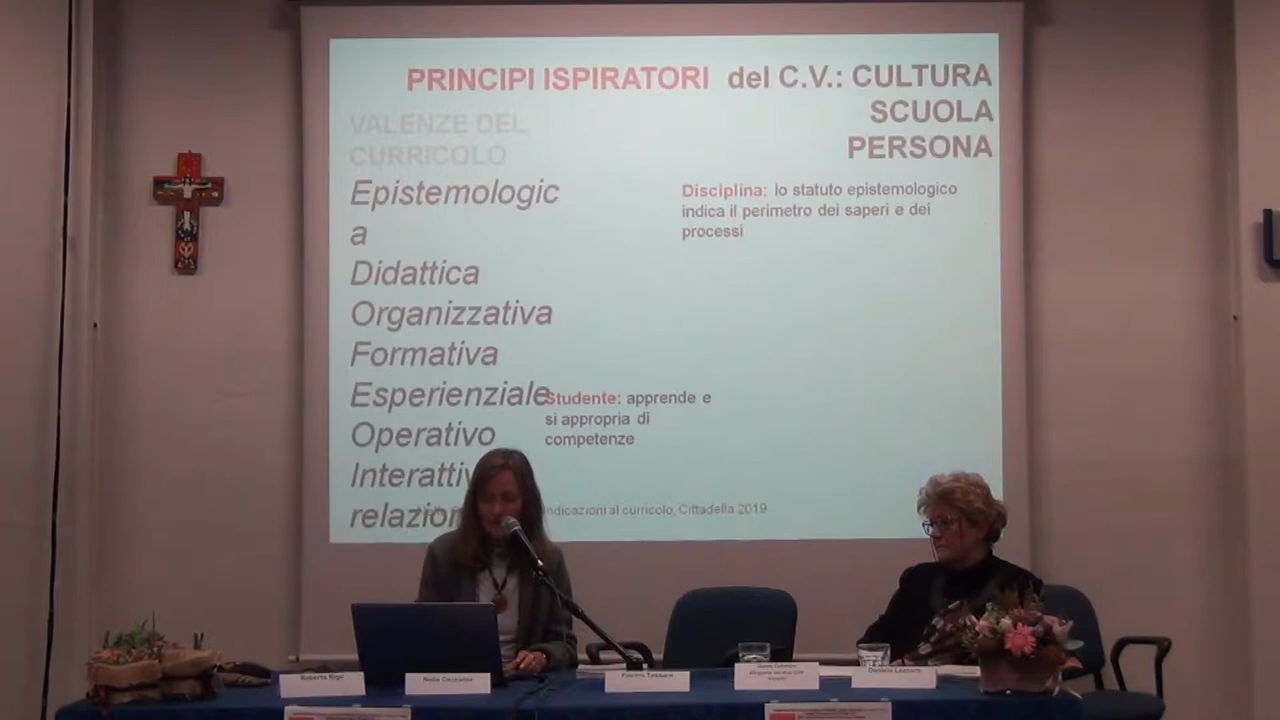 PRINCIPI ISPIRATORI del C.V.: CULTURA
SCUOLA
PERSONA
VALENZE DEL
CURRICOLO
Epistemologic
a
Didattica
Organizzativa
Formativa
Esperienziale
Operativo
Interattiv
relazion
Disciplina: lo statuto epistemologico
indica il perimetro dei saperi e dei
processi
Studente: apprende e
si appropria di
competenze
Indicazioni al curricolo, Cittadella 2019
Roberta Rigo
Daniela Lazzaro